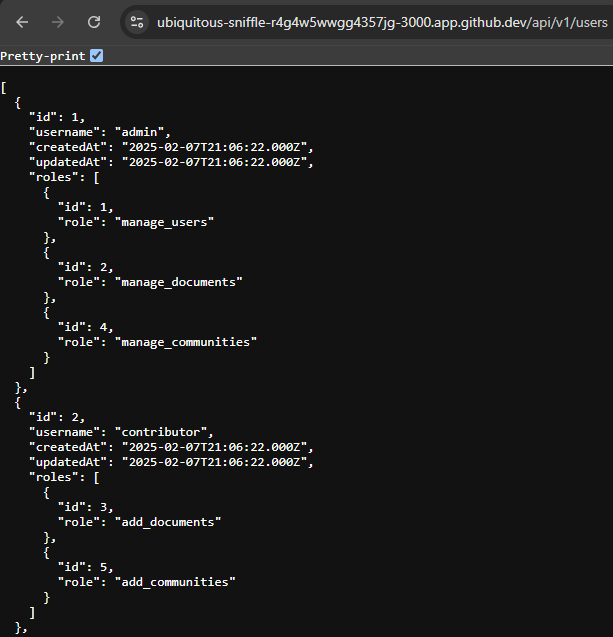 ubiquitous-sniffle-r4g4w5wwgg4357jg-3000.app.github.dev/api/v1/users
Pretty-print
[
  {
    "id": 1,
    "username": "admin",
    "createdAt": "2025-02-07T21:06:22.000Z",
    "updatedAt": "2025-02-07T21:06:22.000Z",
    "roles": [
      {
        "id": 1,
        "role": "manage_users"
      },
      {
        "id": 2,
        "role": "manage_documents"
      },
      {
        "id": 4,
        "role": "manage_communities"
      }
    ]
  },
  {
    "id": 2,
    "username": "contributor",
    "createdAt": "2025-02-07T21:06:22.000Z",
    "updatedAt": "2025-02-07T21:06:22.000Z",
    "roles": [
      {
        "id": 3,
        "role": "add_documents"
      },
      {
        "id": 5,
        "role": "add_communities"
      }
    ]
  },